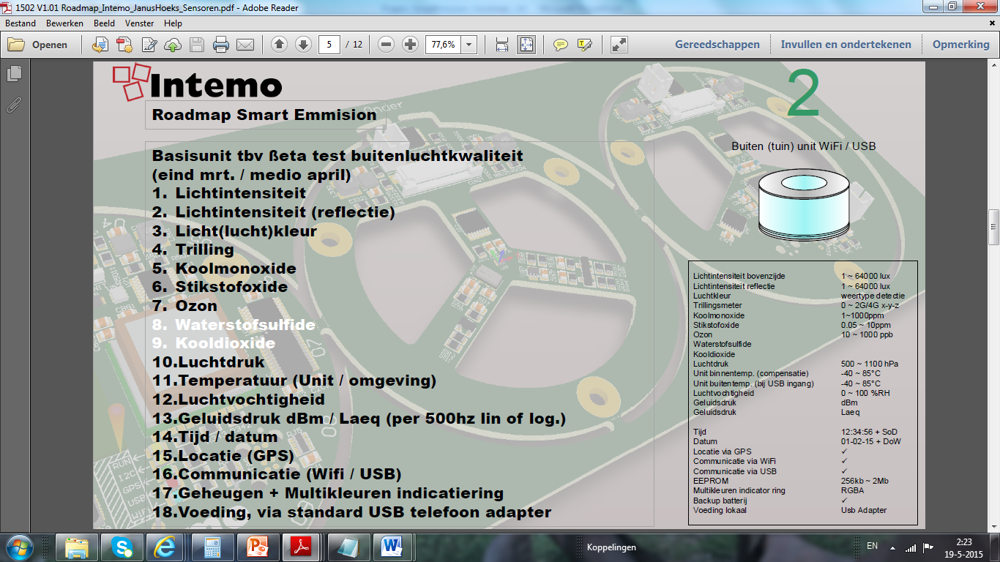 1502 V1.01 Roadmap_Intemo_JanusHoeks_Sensoren.pdf - Adobe Reader
Bestand Bewerken Beeld Venster Help
Openen 5 / 12 77,6% Gereedschappen Invullen en ondertekenen Opmerking
Intemo
2
Roadmap Smart Emmision
Buiten (tuin) unit WiFi / USB
Basisunit tbv ßeta test buitenluchtkwaliteit
(eind mrt. / medio april)
1. Lichtintensiteit
2. Lichtintensiteit (reflectie)
3. Licht(lucht)kleur
4. Trilling
5. Koolmonoxide
6. Stikstofoxide
7. Ozon
8. Waterstofsulfide
9. Kooldioxide
10.Luchtdruk
11.Temperatuur (Unit / omgeving)
12.Luchtvochtigheid
13.Geluidsdruk dBm / Laeq (per 500hz lin of log.)
14.Tijd / datum
15.Locatie (GPS)
16.Communicatie (Wifi / USB)
17.Geheugen + Multikleuren indicatiering
18.Voeding, via standard USB telefoon adapter
Lichtintensiteit bovenzijde 1 ~ 64000 lux
Lichtintensiteit reflectie 1 ~ 64000 lux
Luchtkleur weertype detectie
Trillingsmeter 0 ~ 2G/4G x-y-z
Koolmonoxide 1~1000ppm
Stikstofoxide 0.05 ~ 10ppm
Ozon 10 ~ 1000 ppb
Waterstofsulfide
Kooldioxide
Luchtdruk 500 ~ 1100 hPa
Unit binnentemp. (compensatie) -40 ~ 85°C
Unit buitentemp. (bij USB ingang) -40 ~ 85°C
Luchtvochtigheid 0 ~ 100 %RH
Geluidsdruk dBm
Geluidsdruk Laeq
Tijd 12:34:56 + SoD
Datum 01-02-15 + DoW
Locatie via GPS ✓
Communicatie via WiFi ✓
Communicatie via USB ✓
EEPROM 256kb ~ 2Mb
Multikleuren indicator ring RGBA
Backup batterij ✓
Voeding lokaal Usb Adapter
Onder
RUN
I2C
GPS
WIFI
USB
40
80
Koppelingen EN 2:23
19-5-2015